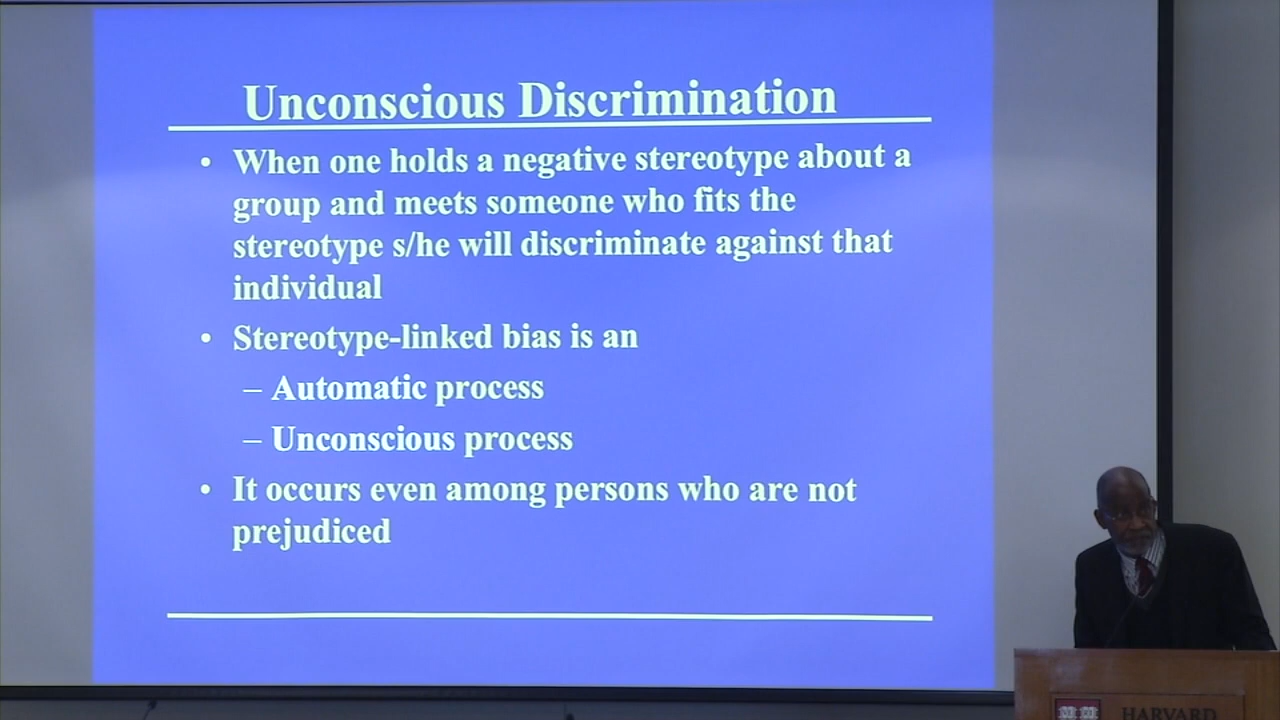 Unconscious Discrimination
• When one holds a negative stereotype about a
group and meets someone who fits the
stereotype s/he will discriminate against that
individual
• Stereotype-linked bias is an
– Automatic process
– Unconscious process
• It occurs even among persons who are not
prejudiced
HARVARD